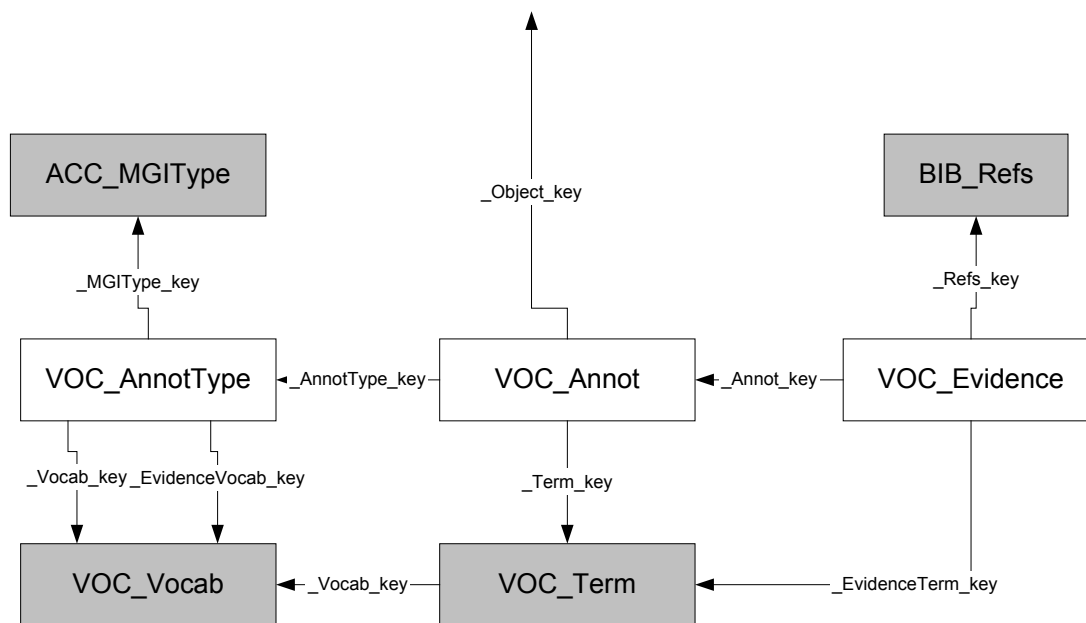 ACC_MGIType
_Object_key
BIB_Refs
_MGIType_key
_Refs_key
VOC_AnnotType
_AnnotType_key
VOC_Annot
_Annot_key
VOC_Evidence
_Vocab_key
_EvidenceVocab_key
_Term_key
VOC_Vocab
_Vocab_key
VOC_Term
_EvidenceTerm_key